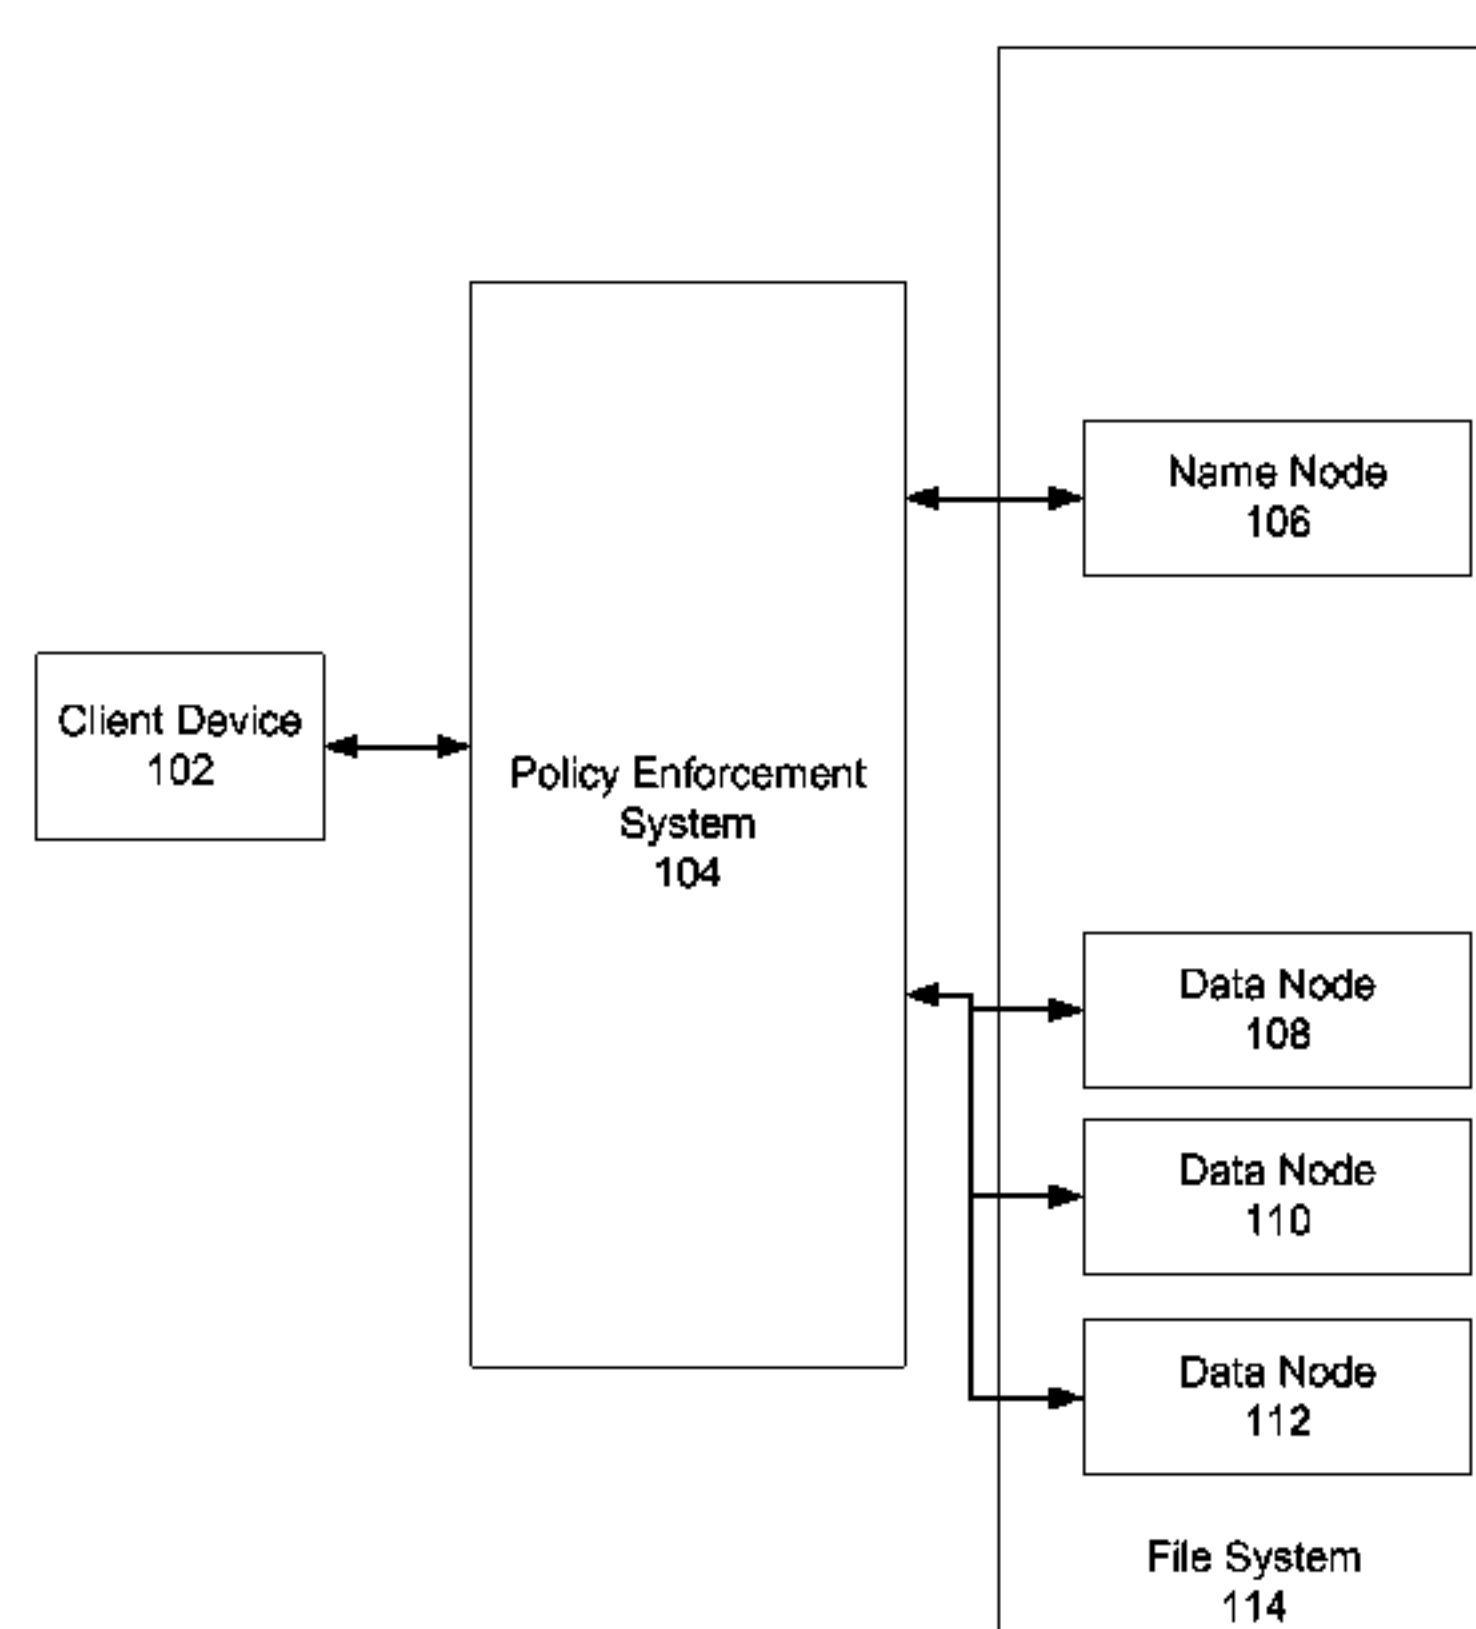 Client Device
102
Policy Enforcement
System
104
Name Node
106
Data Node
108
Data Node
110
Data Node
112
File System
114